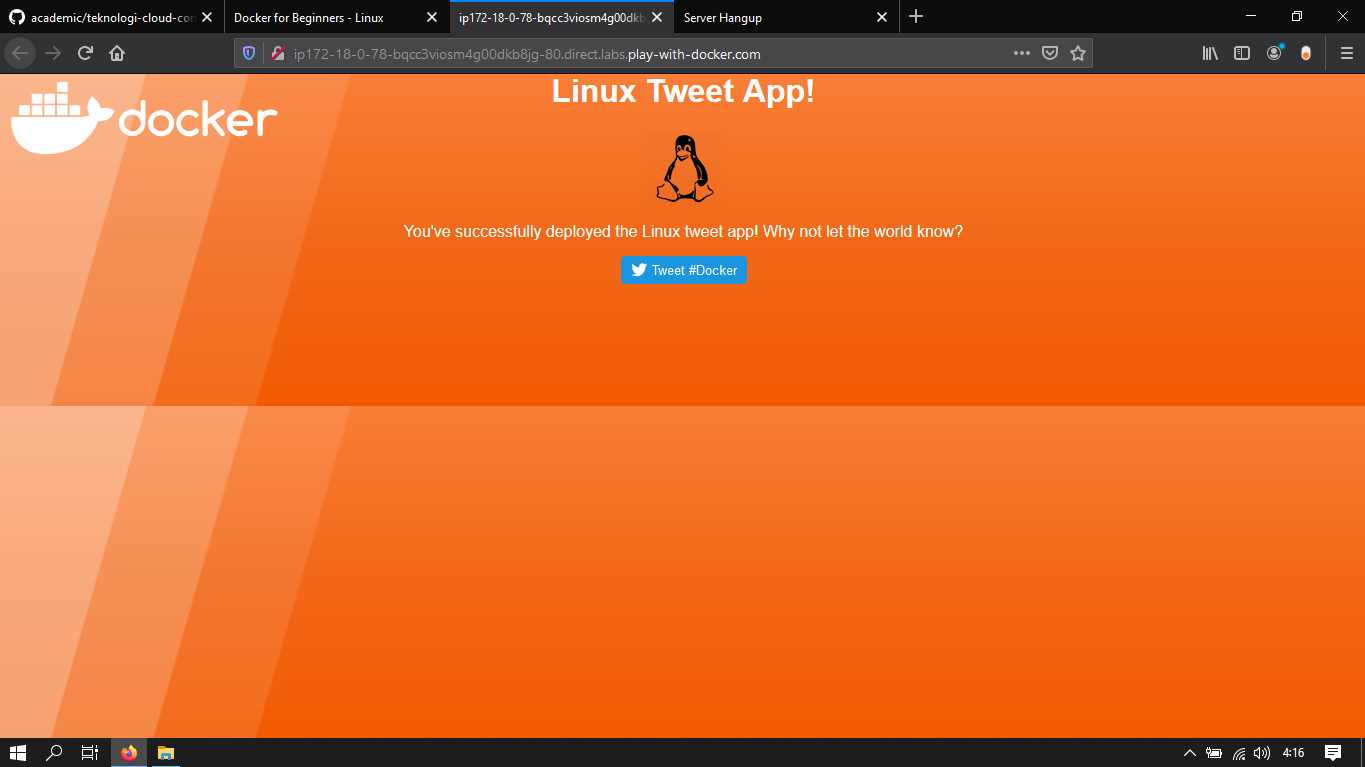 academic/teknologi-cloud-con
Docker for Beginners - Linux
ip172-18-0-78-bqcc3viosm4g00dkb
Server Hangup
ip172-18-0-78-bqcc3viosm4g00dkb8jg-80.direct.labs.play-with-docker.com
docker
Linux Tweet App!
You've successfully deployed the Linux tweet app! Why not let the world know?
Tweet #Docker
4:16